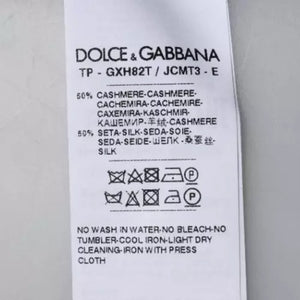 DOLCE & GABBANA
TP - GXH82T / JCMT3 - E
50% CASHMERE-CASHMERE-
CACHEMIRA-CACHEMIRE-
CAXEMIRA-KASCHMIR-
КАШЕМИР-羊绒-CASHMERE
50% SETA-SILK-SEDA-SOIE-
SEDA-SEIDE-ШЕЛК-桑蚕丝-
SILK
NO WASH IN WATER-NO BLEACH-NO
TUMBLER-COOL IRON-LIGHT DRY
CLEANING-IRON WITH PRESS
CLOTH